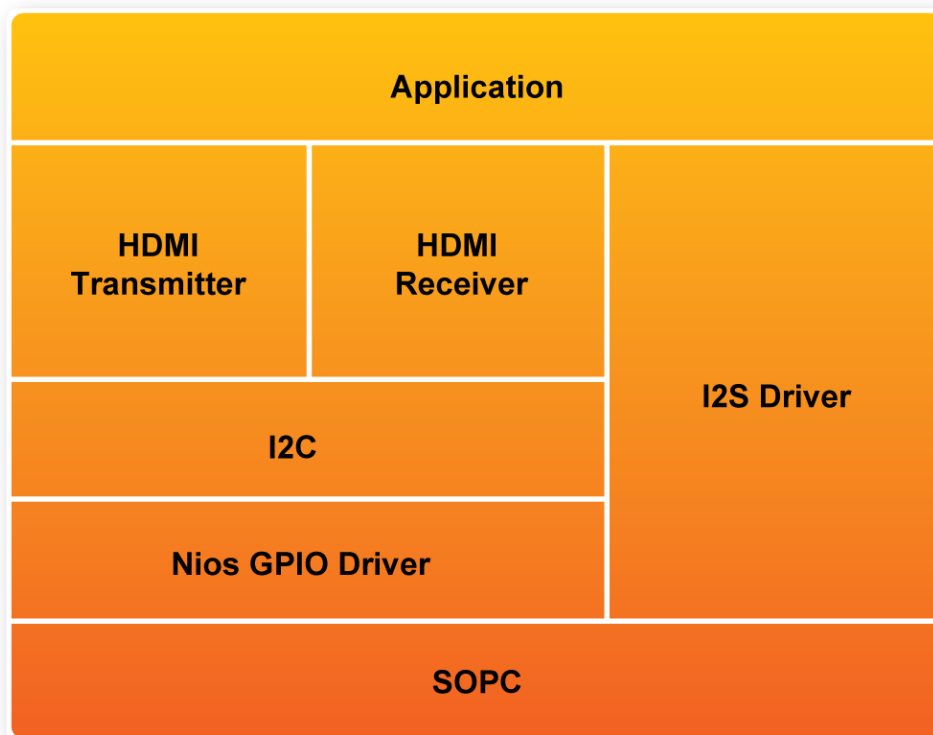 Application
HDMI
Transmitter
HDMI
Receiver
I2S Driver
I2C
Nios GPIO Driver
SOPC